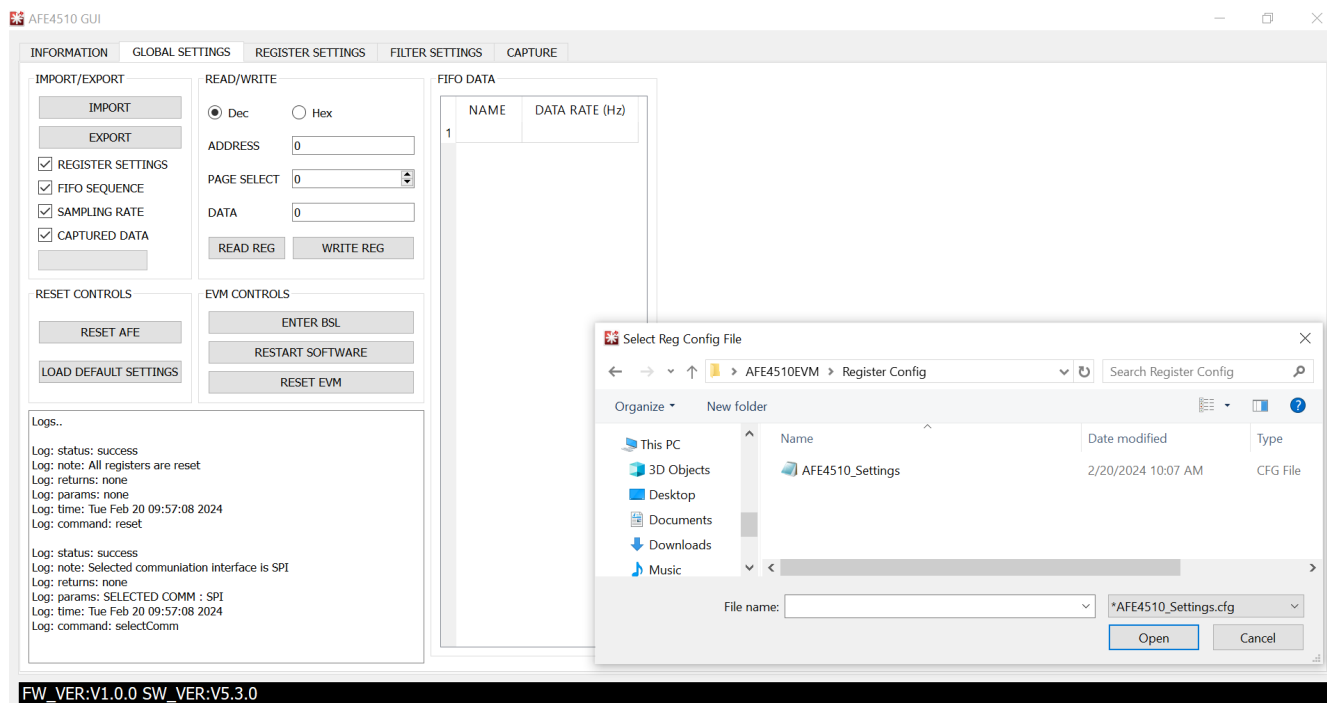 AFE4510 GUI
INFORMATION GLOBAL SETTINGS REGISTER SETTINGS FILTER SETTINGS CAPTURE
IMPORT/EXPORT
IMPORT
EXPORT
REGISTER SETTINGS
FIFO SEQUENCE
SAMPLING RATE
CAPTURED DATA
READ/WRITE
Dec Hex
ADDRESS 0
PAGE SELECT 0
DATA 0
READ REG WRITE REG
FIFO DATA
NAME DATA RATE (Hz)
1
RESET CONTROLS
RESET AFE
LOAD DEFAULT SETTINGS
EVM CONTROLS
ENTER BSL
RESTART SOFTWARE
RESET EVM
Logs..
Log: status: success
Log: note: All registers are reset
Log: returns: none
Log: params: none
Log: time: Tue Feb 20 09:57:08 2024
Log: command: reset
Log: status: success
Log: note: Selected communiation interface is SPI
Log: returns: none
Log: params: SELECTED COMM : SPI
Log: time: Tue Feb 20 09:57:08 2024
Log: command: selectComm
Select Reg Config File
AFE4510EVM > Register Config
Search Register Config
Organize New folder
This PC
3D Objects
Desktop
Documents
Downloads
Music
Name Date modified Type
AFE4510_Settings 2/20/2024 10:07 AM CFG File
File name: *AFE4510_Settings.cfg
Open Cancel
FW_VER:V1.0.0 SW_VER:V5.3.0